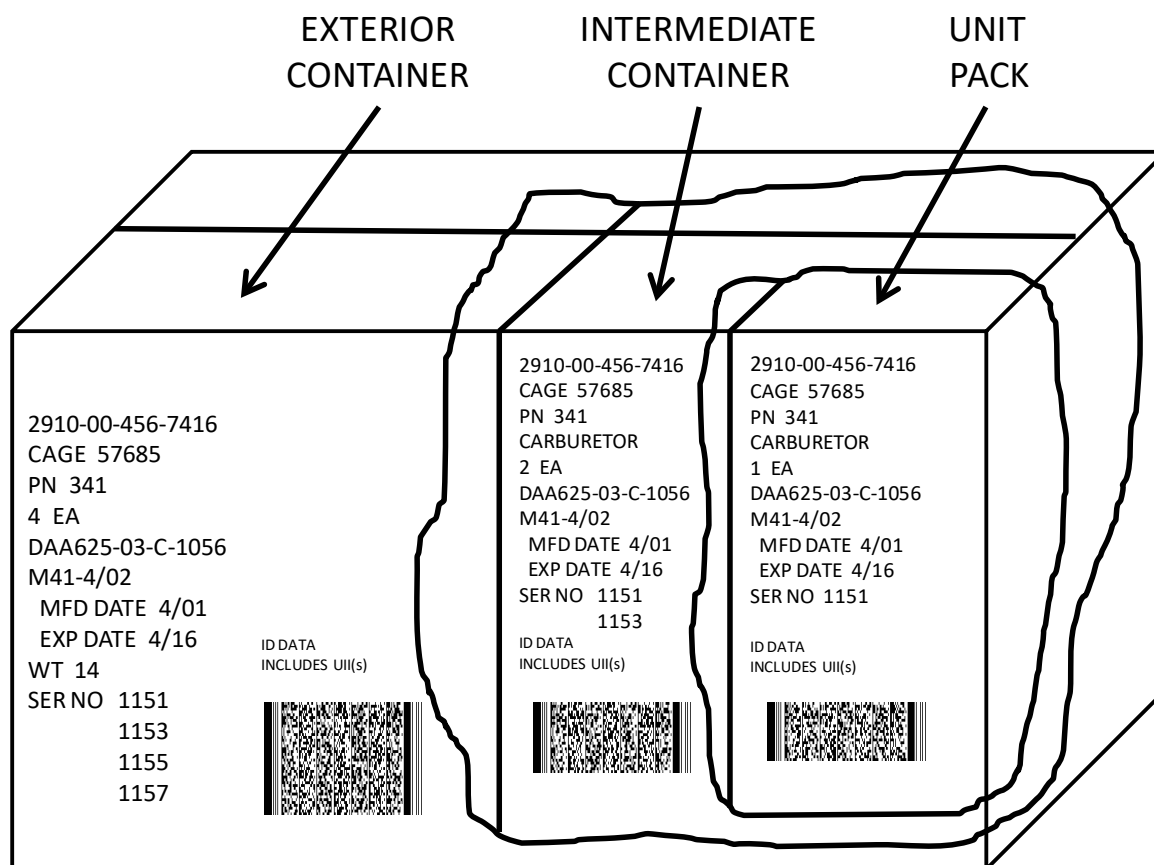 EXTERIOR
CONTAINER
INTERMEDIATE
CONTAINER
UNIT
PACK
2910-00-456-7416
CAGE 57685
PN 341
4 EA
DAA625-03-C-1056
M41-4/02
MFD DATE 4/01
EXP DATE 4/16
WT 14
SER NO 1151
1153
1155
1157
ID DATA
INCLUDES UII(s)
2910-00-456-7416
CAGE 57685
PN 341
CARBURETOR
2 EA
DAA625-03-C-1056
M41-4/02
MFD DATE 4/01
EXP DATE 4/16
SER NO 1151
1153
ID DATA
INCLUDES UII(s)
2910-00-456-7416
CAGE 57685
PN 341
CARBURETOR
1 EA
DAA625-03-C-1056
M41-4/02
MFD DATE 4/01
EXP DATE 4/16
SER NO 1151
ID DATA
INCLUDES UII(s)